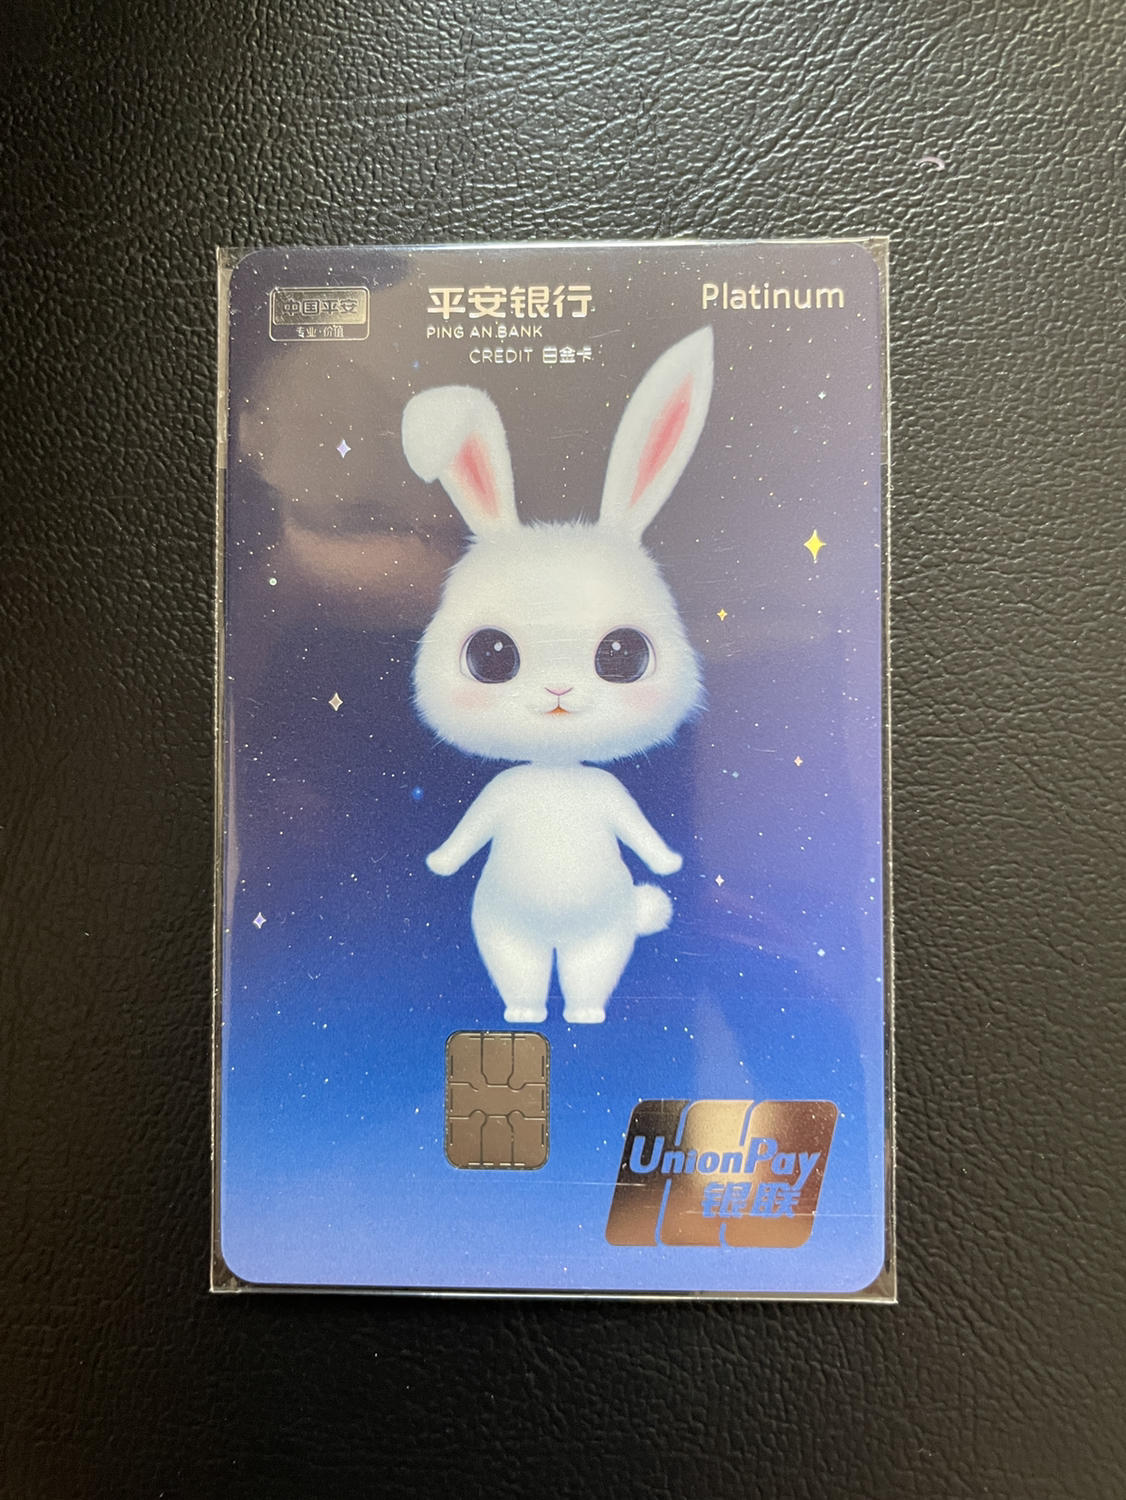 中国平安
专业·价值
平安银行
PING AN BANK
CREDIT 白金卡
Platinum
UnionPay
银联